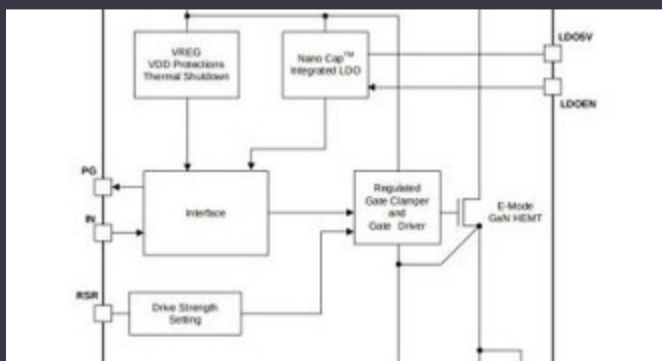 VREG
VDD Protections
Thermal Shutdown
Nano Cap™
Integrated LDO
LDO5V
LDOEN
PG
IN
Interface
Regulated
Gate Clamper
and
Gate Driver
E-Mode
GaN HEMT
RSR
Drive Strength
Setting